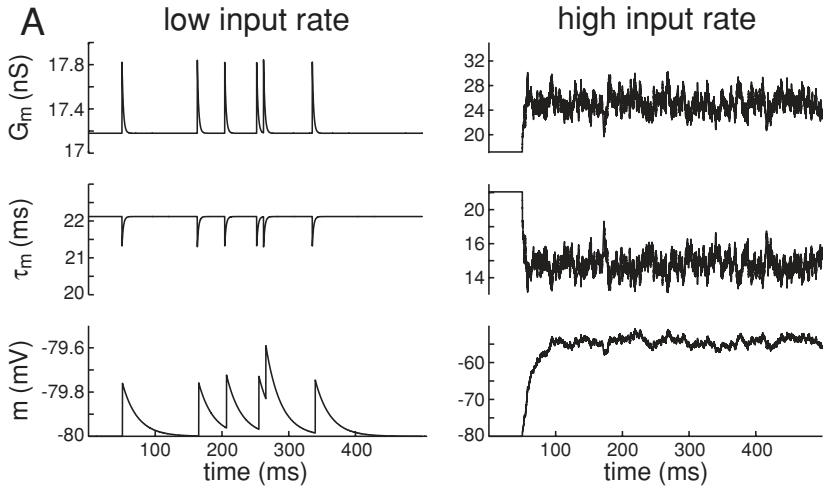 A
low input rate
high input rate
G_m (nS)
17.8
17.4
17
32
28
24
20
τ_m (ms)
22
21
20
20
16
14
m (mV)
-79.6
-79.8
-80
-60
-70
-80
100 200 300 400
100 200 300 400
time (ms)
time (ms)